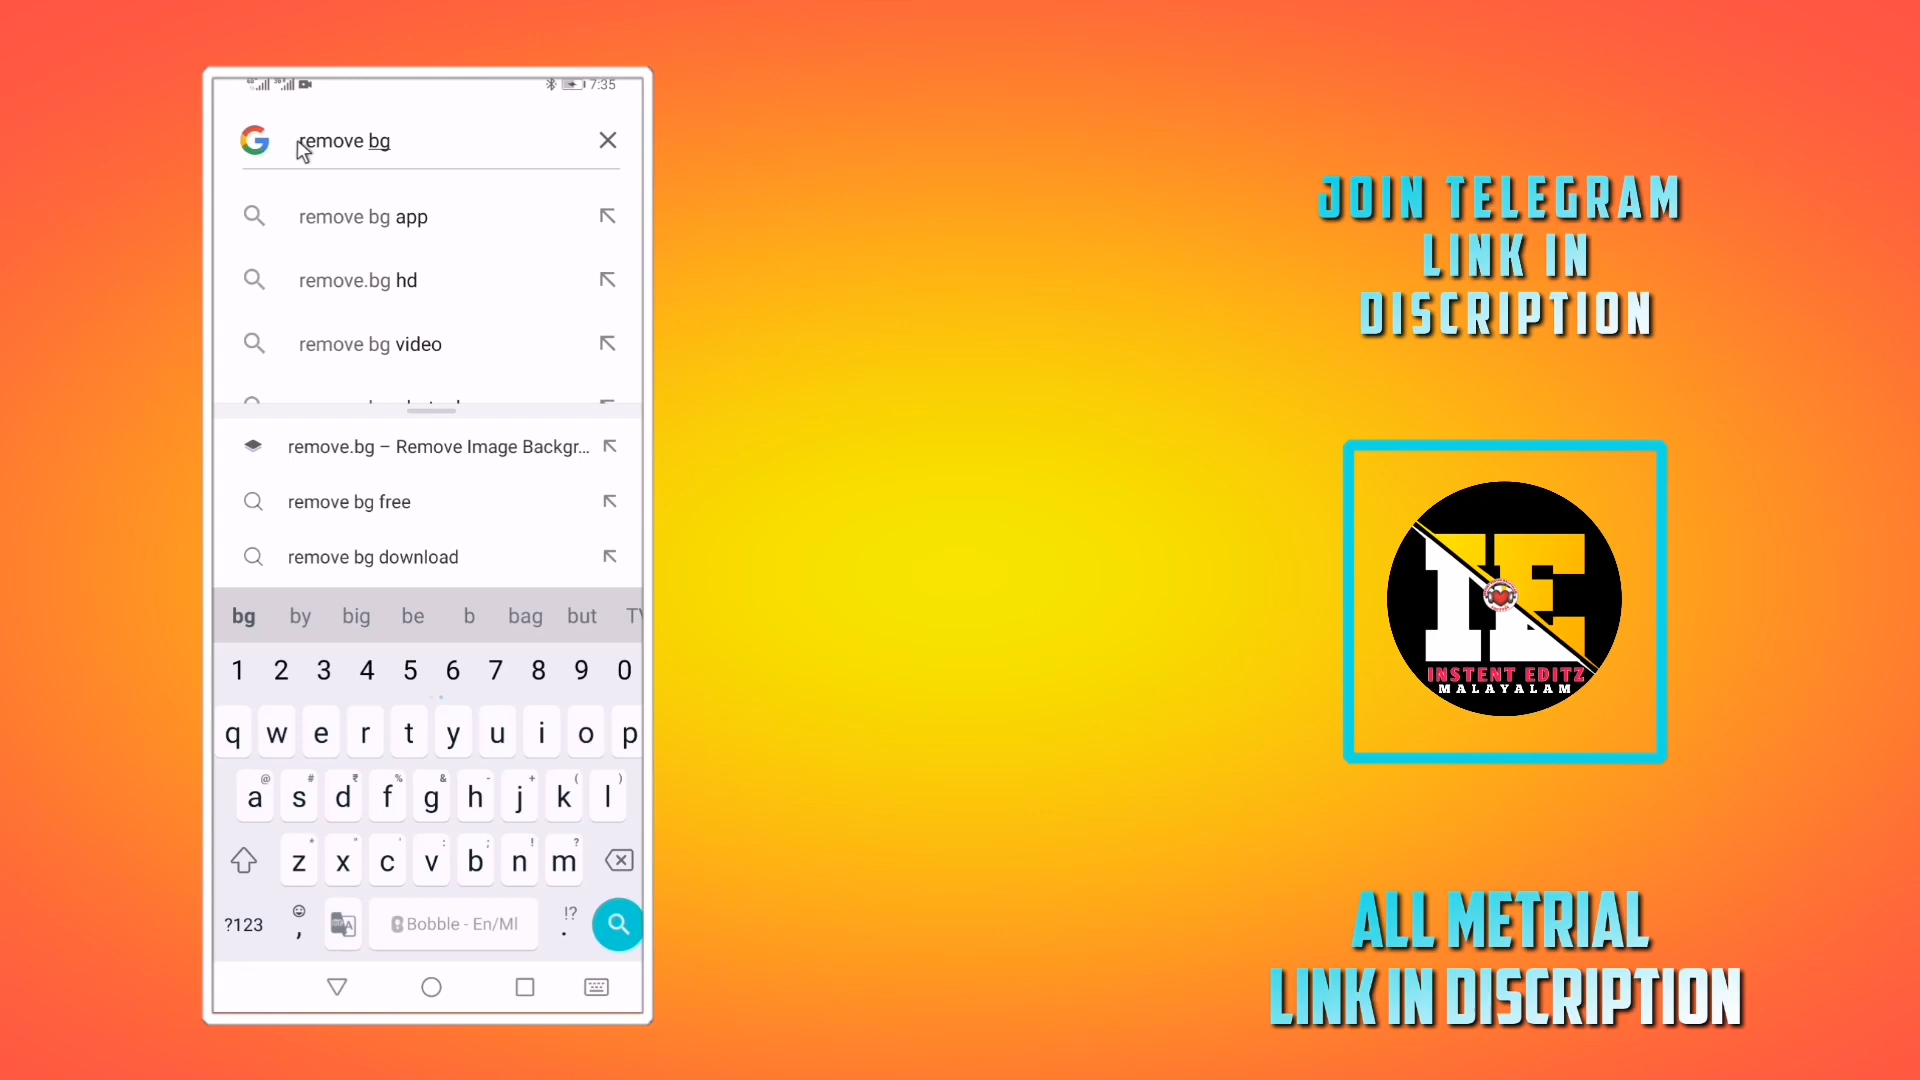 7:35
remove bg
remove bg app
remove.bg hd
remove bg video
remove.bg – Remove Image Backgr...
remove bg free
remove bg download
bg by big be b bag but
1 2 3 4 5 6 7 8 9 0
q w e r t y u i o p
@ # ₹ % & - + ( )
a s d f g h j k l
* " ' : ; ! ?
z x c v b n m
?123 , Bobble - En/Ml !? .
JOIN TELEGRAM
LINK IN
DISCRIPTION
IE
INSTENT EDITZ
MALAYALAM
ALL METRIAL
LINK IN DISCRIPTION